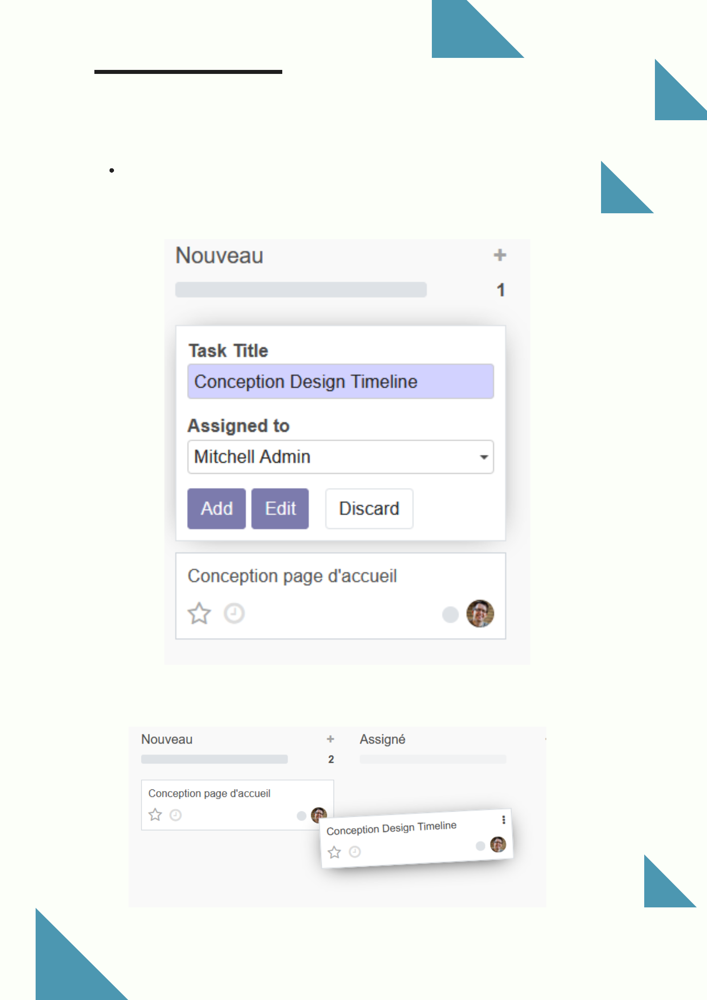 Nouveau +
1
Task Title
Conception Design Timeline
Assigned to
Mitchell Admin
Add Edit Discard
Conception page d'accueil
Nouveau + Assigné
2
Conception page d'accueil
Conception Design Timeline